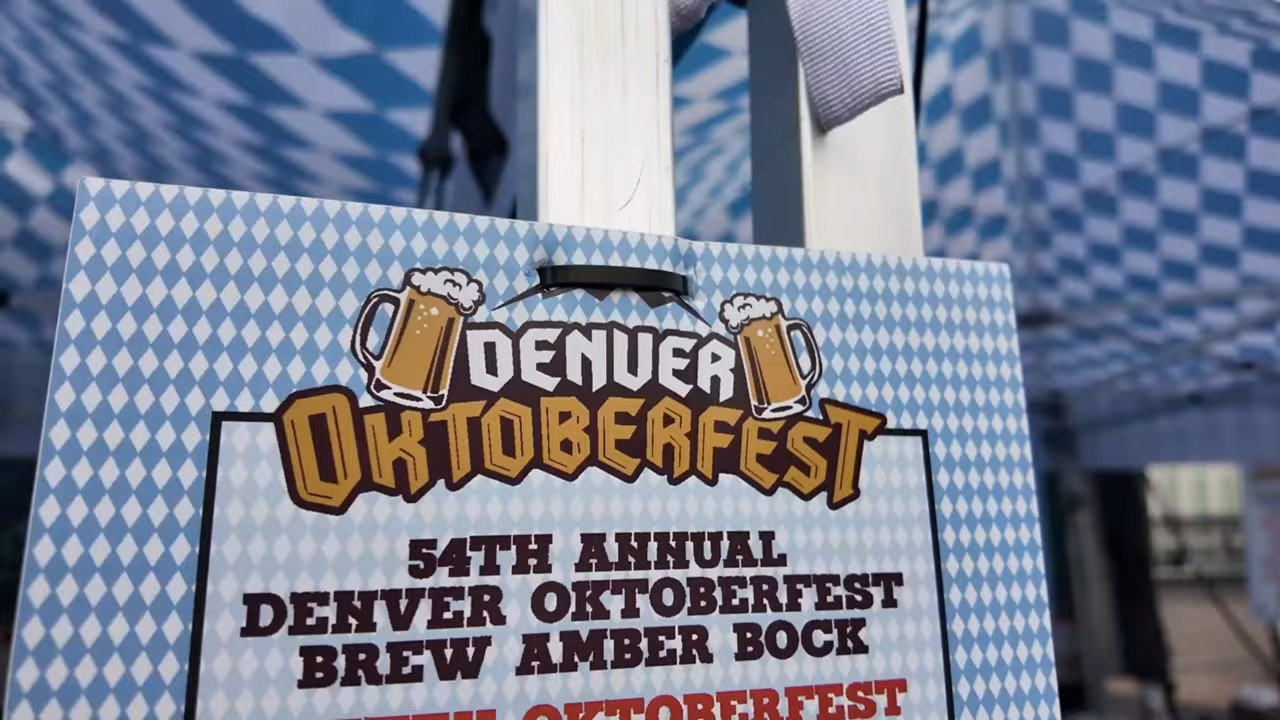 DENVER
OKTOBERFEST
54TH ANNUAL
DENVER OKTOBERFEST
BREW AMBER BOCK
OKTOBERFEST